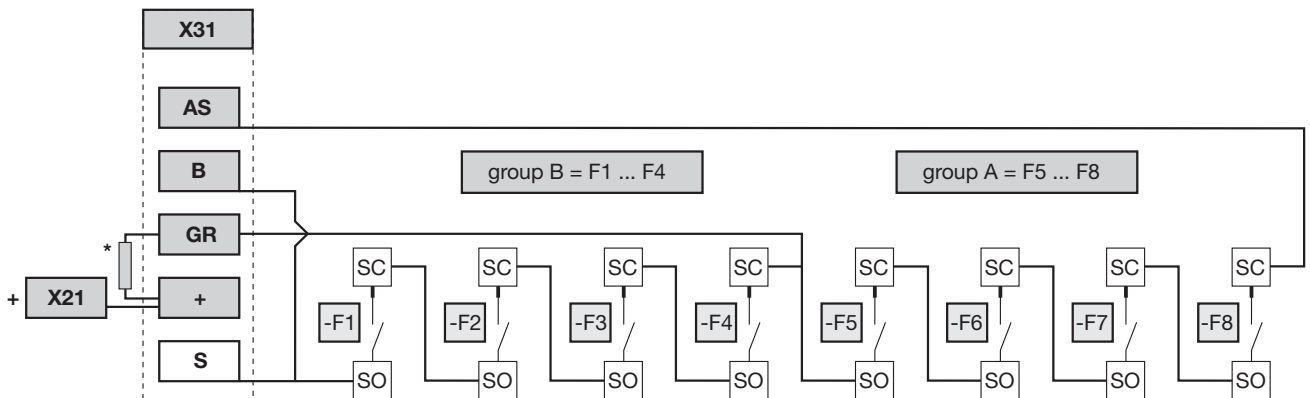 X31
AS
B
group B = F1 ... F4
group A = F5 ... F8
GR
*
SC SC SC SC SC SC SC SC
+ X21 +
-F1 -F2 -F3 -F4 -F5 -F6 -F7 -F8
S
SO SO SO SO SO SO SO SO